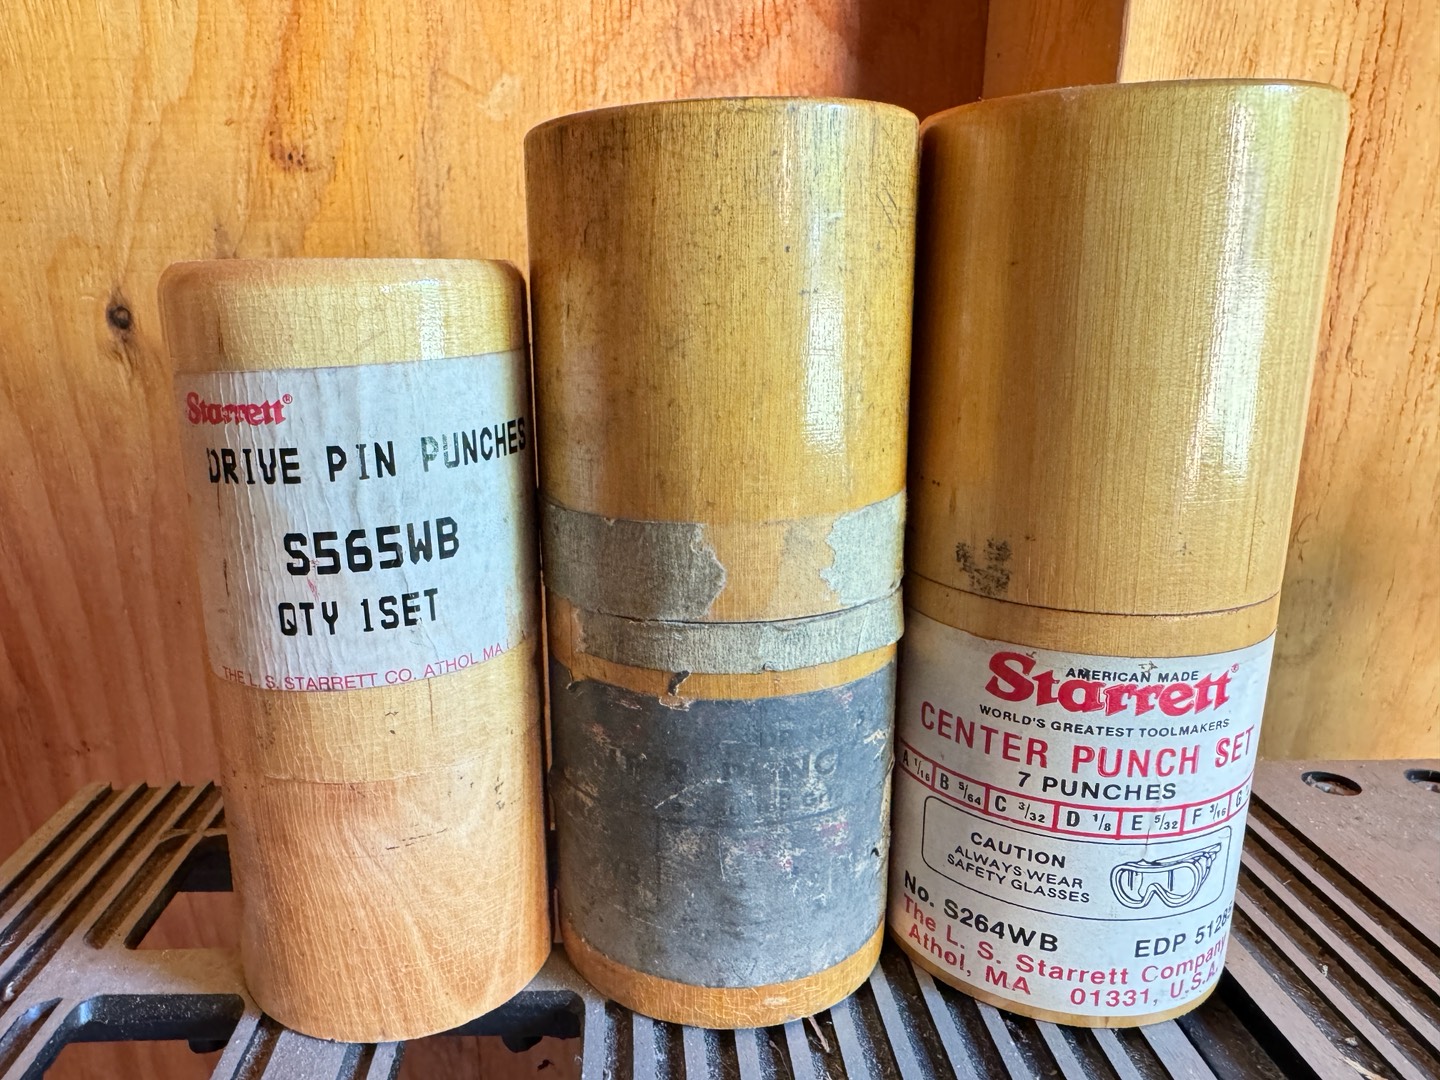 Starrett®
DRIVE PIN PUNCHES
S565WB
QTY 1SET
THE L. S. STARRETT CO. ATHOL MA
AMERICAN MADE
Starrett®
WORLD'S GREATEST TOOLMAKERS
CENTER PUNCH SET
7 PUNCHES
A 1/16 B 5/64 C 3/32 D 1/8 E 5/32 F 3/16 G
CAUTION
ALWAYS WEAR
SAFETY GLASSES
No. S264WB EDP 5128
The L. S. Starrett Company
Athol, MA 01331, U.S.A.